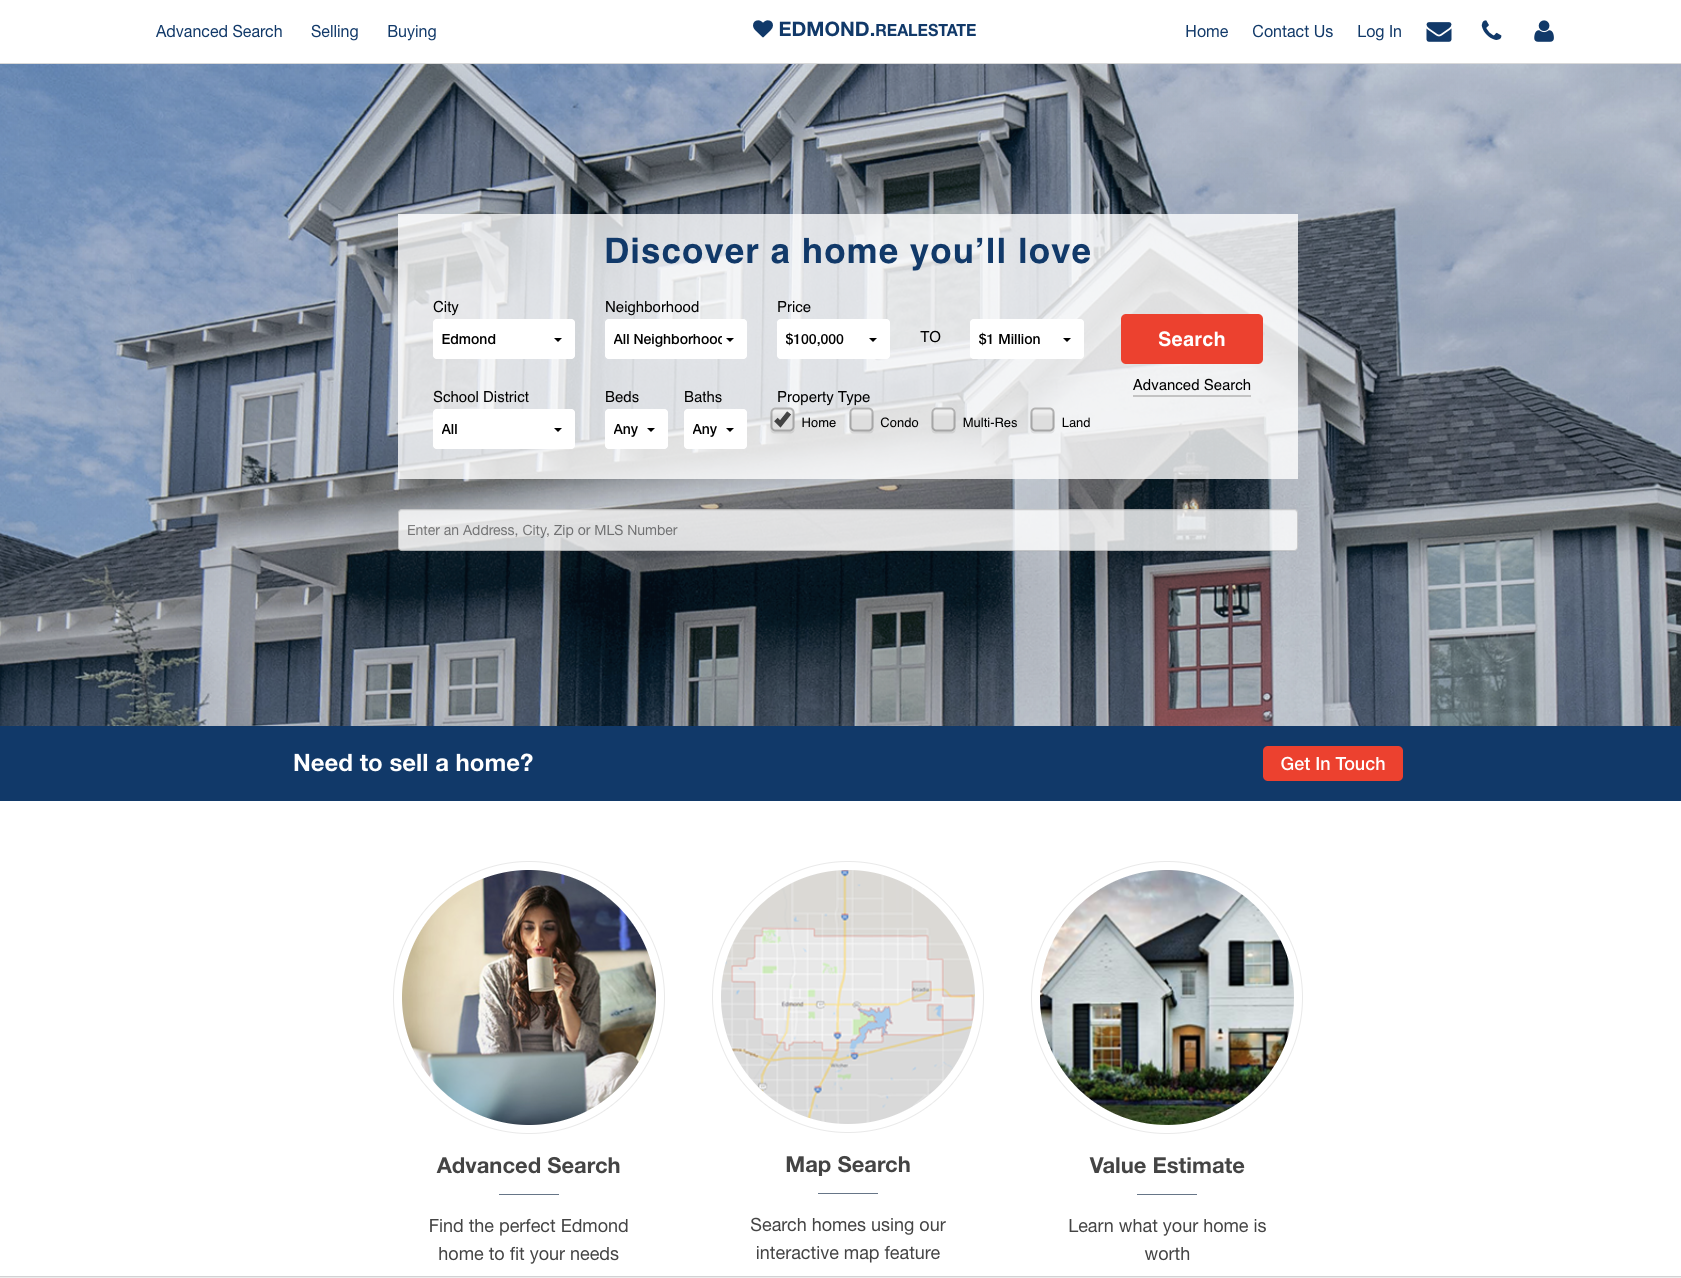 Advanced Search Selling Buying
EDMOND.REALESTATE
Home Contact Us Log In
Discover a home you'll love
City Neighborhood Price
Edmond All Neighborhood $100,000 TO $1 Million Search
Advanced Search
School District Beds Baths Property Type
All Any Any Home Condo Multi-Res Land
Enter an Address, City, Zip or MLS Number
Need to sell a home? Get In Touch
Edmond
Arcadia
Advanced Search
Find the perfect Edmond
home to fit your needs
Map Search
Search homes using our
interactive map feature
Value Estimate
Learn what your home is
worth